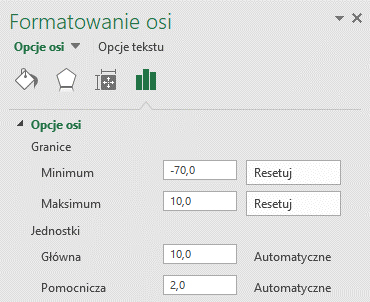 Formatowanie osi
Opcje osi Opcje tekstu
Opcje osi
Granice
Minimum -70,0 Resetuj
Maksimum 10,0 Resetuj
Jednostki
Główna 10,0 Automatyczne
Pomocnicza 2,0 Automatyczne